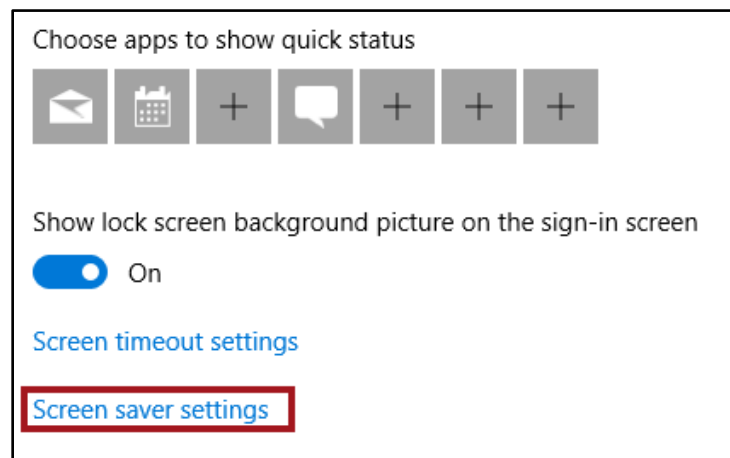 Choose apps to show quick status
Show lock screen background picture on the sign-in screen
On
Screen timeout settings
Screen saver settings